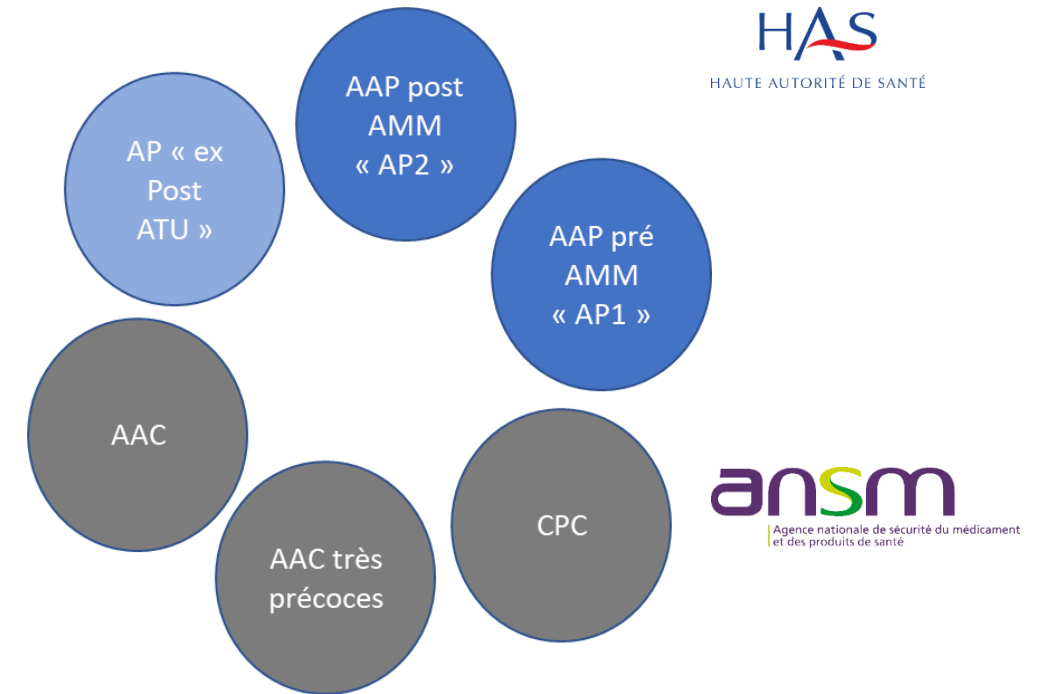 HAS
HAUTE AUTORITÉ DE SANTÉ
AAP post
AMM
« AP2 »
AP « ex
Post
ATU »
AAP pré
AMM
« AP1 »
AAC
CPC
AAC très
précoces
ansm
Agence nationale de sécurité du médicament
et des produits de santé